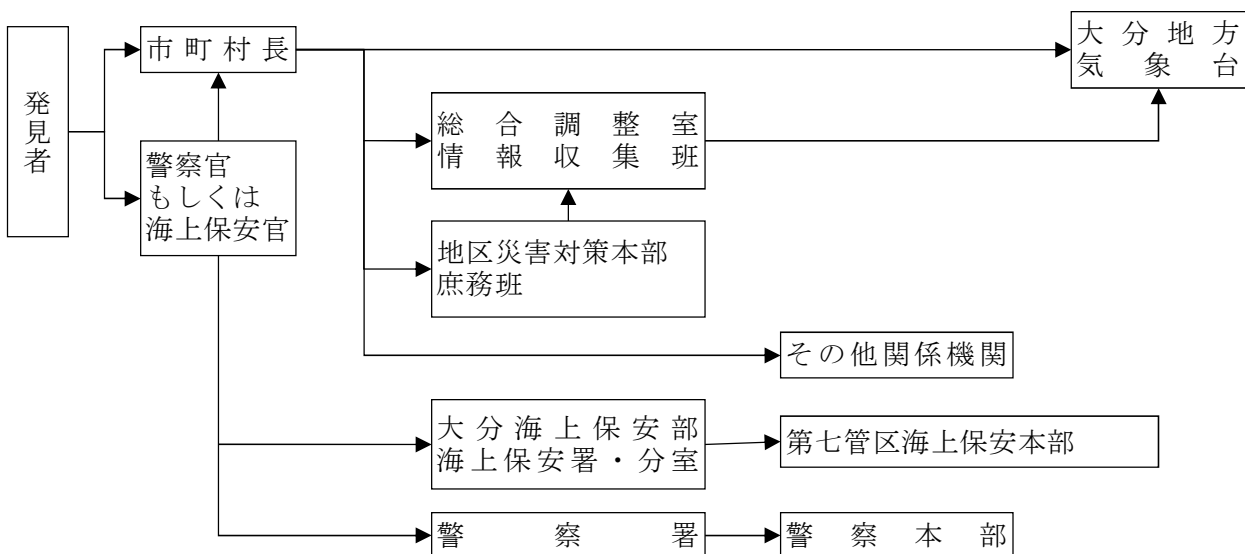 発見者
市町村長
大分地方
気象台
総合調整室
情報収集班
警察官
もしくは
海上保安官
地区災害対策本部
庶務班
その他関係機関
大分海上保安部
海上保安署・分室
第七管区海上保安本部
警察署
警察本部